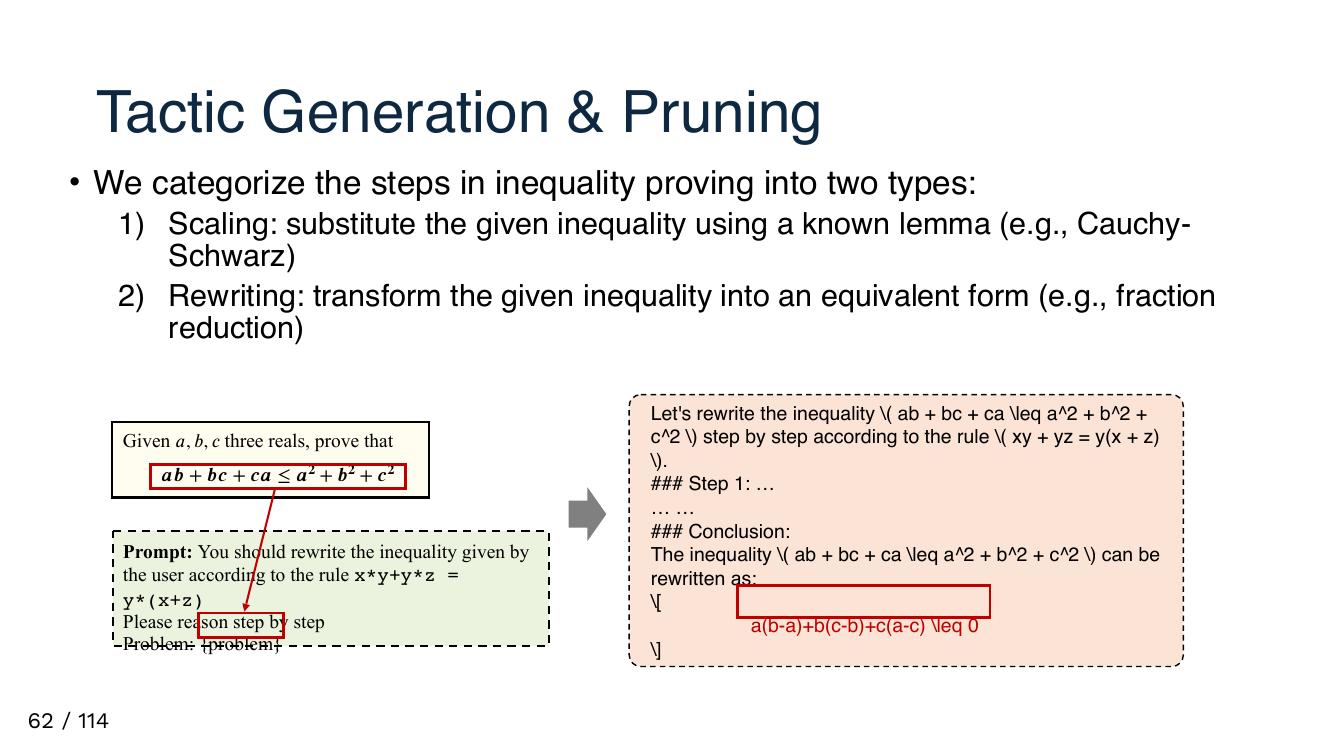 Tactic Generation & Pruning
• We categorize the steps in inequality proving into two types:
1) Scaling: substitute the given inequality using a known lemma (e.g., Cauchy-
Schwarz)
2) Rewriting: transform the given inequality into an equivalent form (e.g., fraction
reduction)
Given a, b, c three reals, prove that
ab + bc + ca ≤ a² + b² + c²
Prompt: You should rewrite the inequality given by
the user according to the rule x*y+y*z =
y*(x+z)
Please reason step by step
Problem: {problem}
Let's rewrite the inequality \( ab + bc + ca \leq a^2 + b^2 +
c^2 \) step by step according to the rule \( xy + yz = y(x + z)
\).
### Step 1: …
… …
### Conclusion:
The inequality \( ab + bc + ca \leq a^2 + b^2 + c^2 \) can be
rewritten as:
\[
a(b-a)+b(c-b)+c(a-c) \leq 0
\]
62 / 114